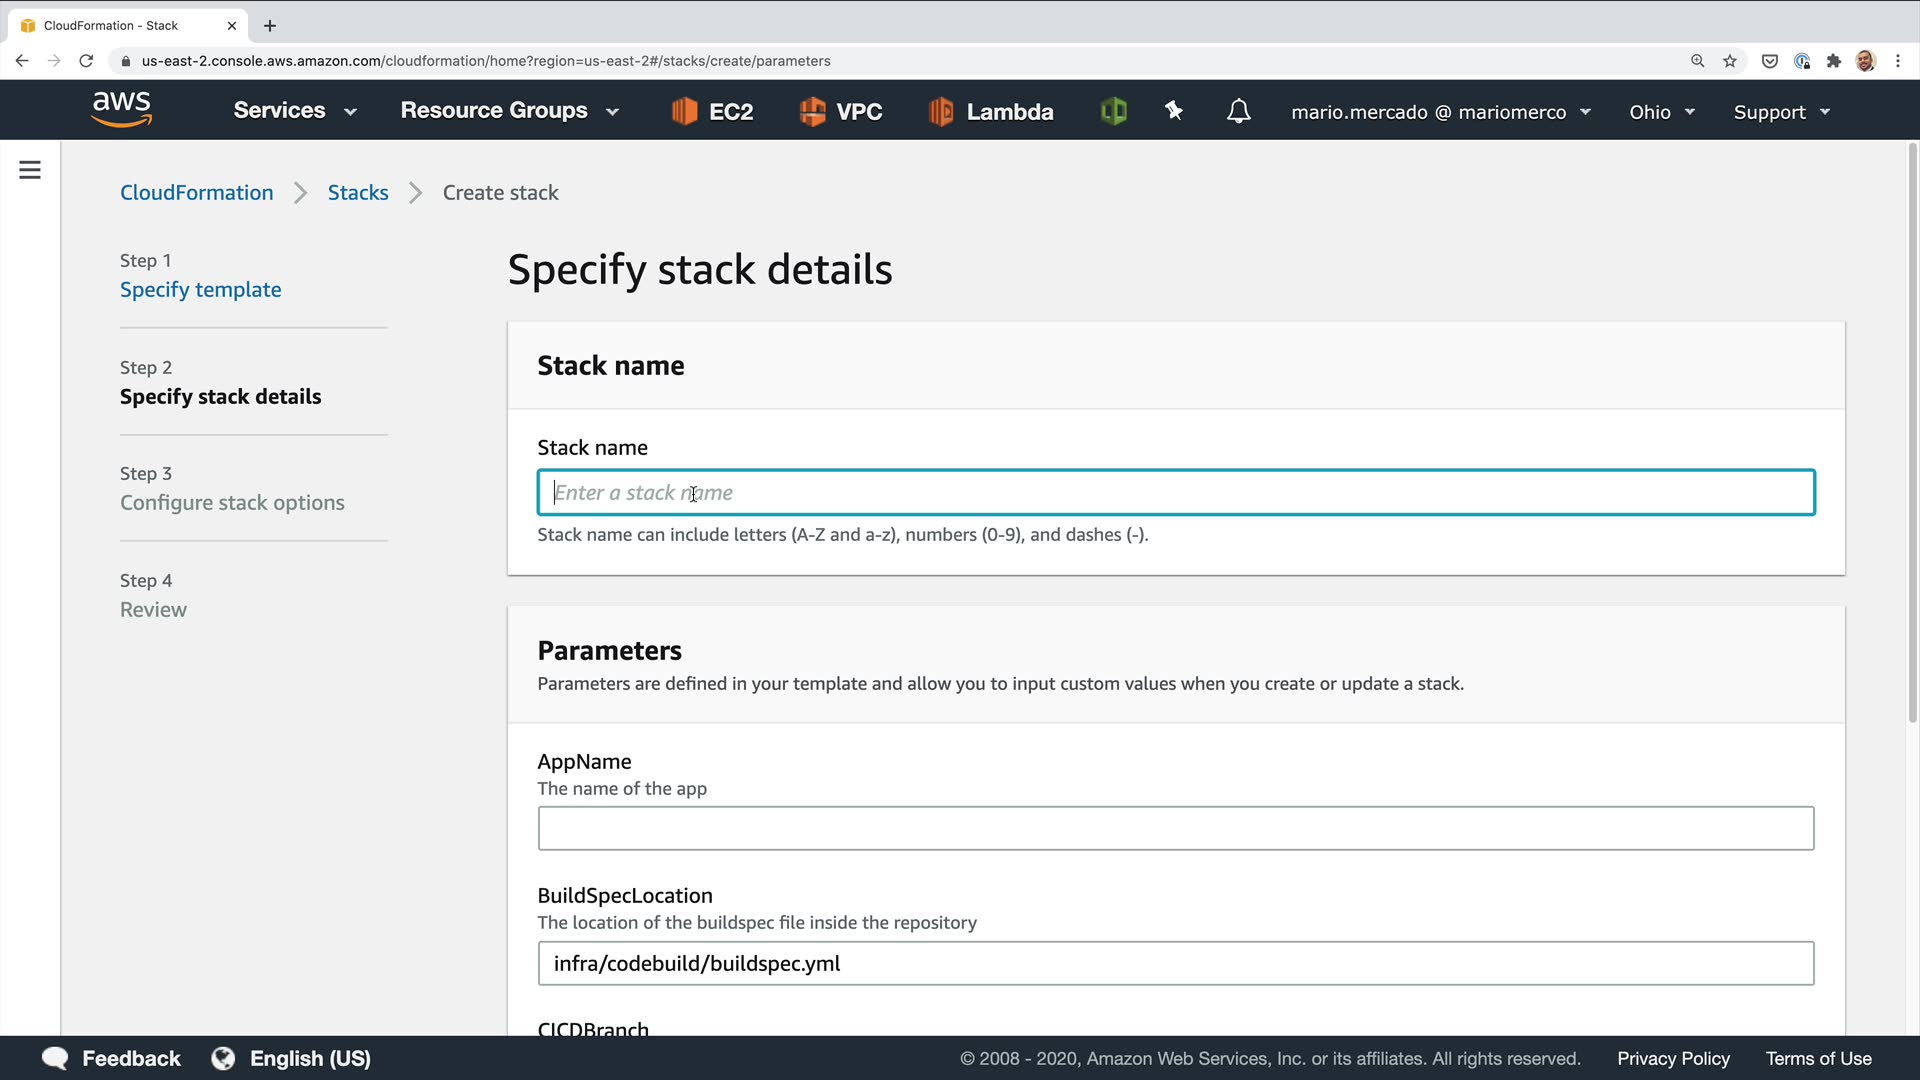 CloudFormation - Stack
us-east-2.console.aws.amazon.com/cloudformation/home?region=us-east-2#/stacks/create/parameters
aws Services Resource Groups EC2 VPC Lambda mario.mercado @ mariomerco Ohio Support
CloudFormation Stacks Create stack
Step 1
Specify template
Step 2
Specify stack details
Step 3
Configure stack options
Step 4
Review
Specify stack details
Stack name
Stack name
Enter a stack name
Stack name can include letters (A-Z and a-z), numbers (0-9), and dashes (-).
Parameters
Parameters are defined in your template and allow you to input custom values when you create or update a stack.
AppName
The name of the app
BuildSpecLocation
The location of the buildspec file inside the repository
infra/codebuild/buildspec.yml
CICDBranch
Feedback English (US) © 2008 - 2020, Amazon Web Services, Inc. or its affiliates. All rights reserved. Privacy Policy Terms of Use